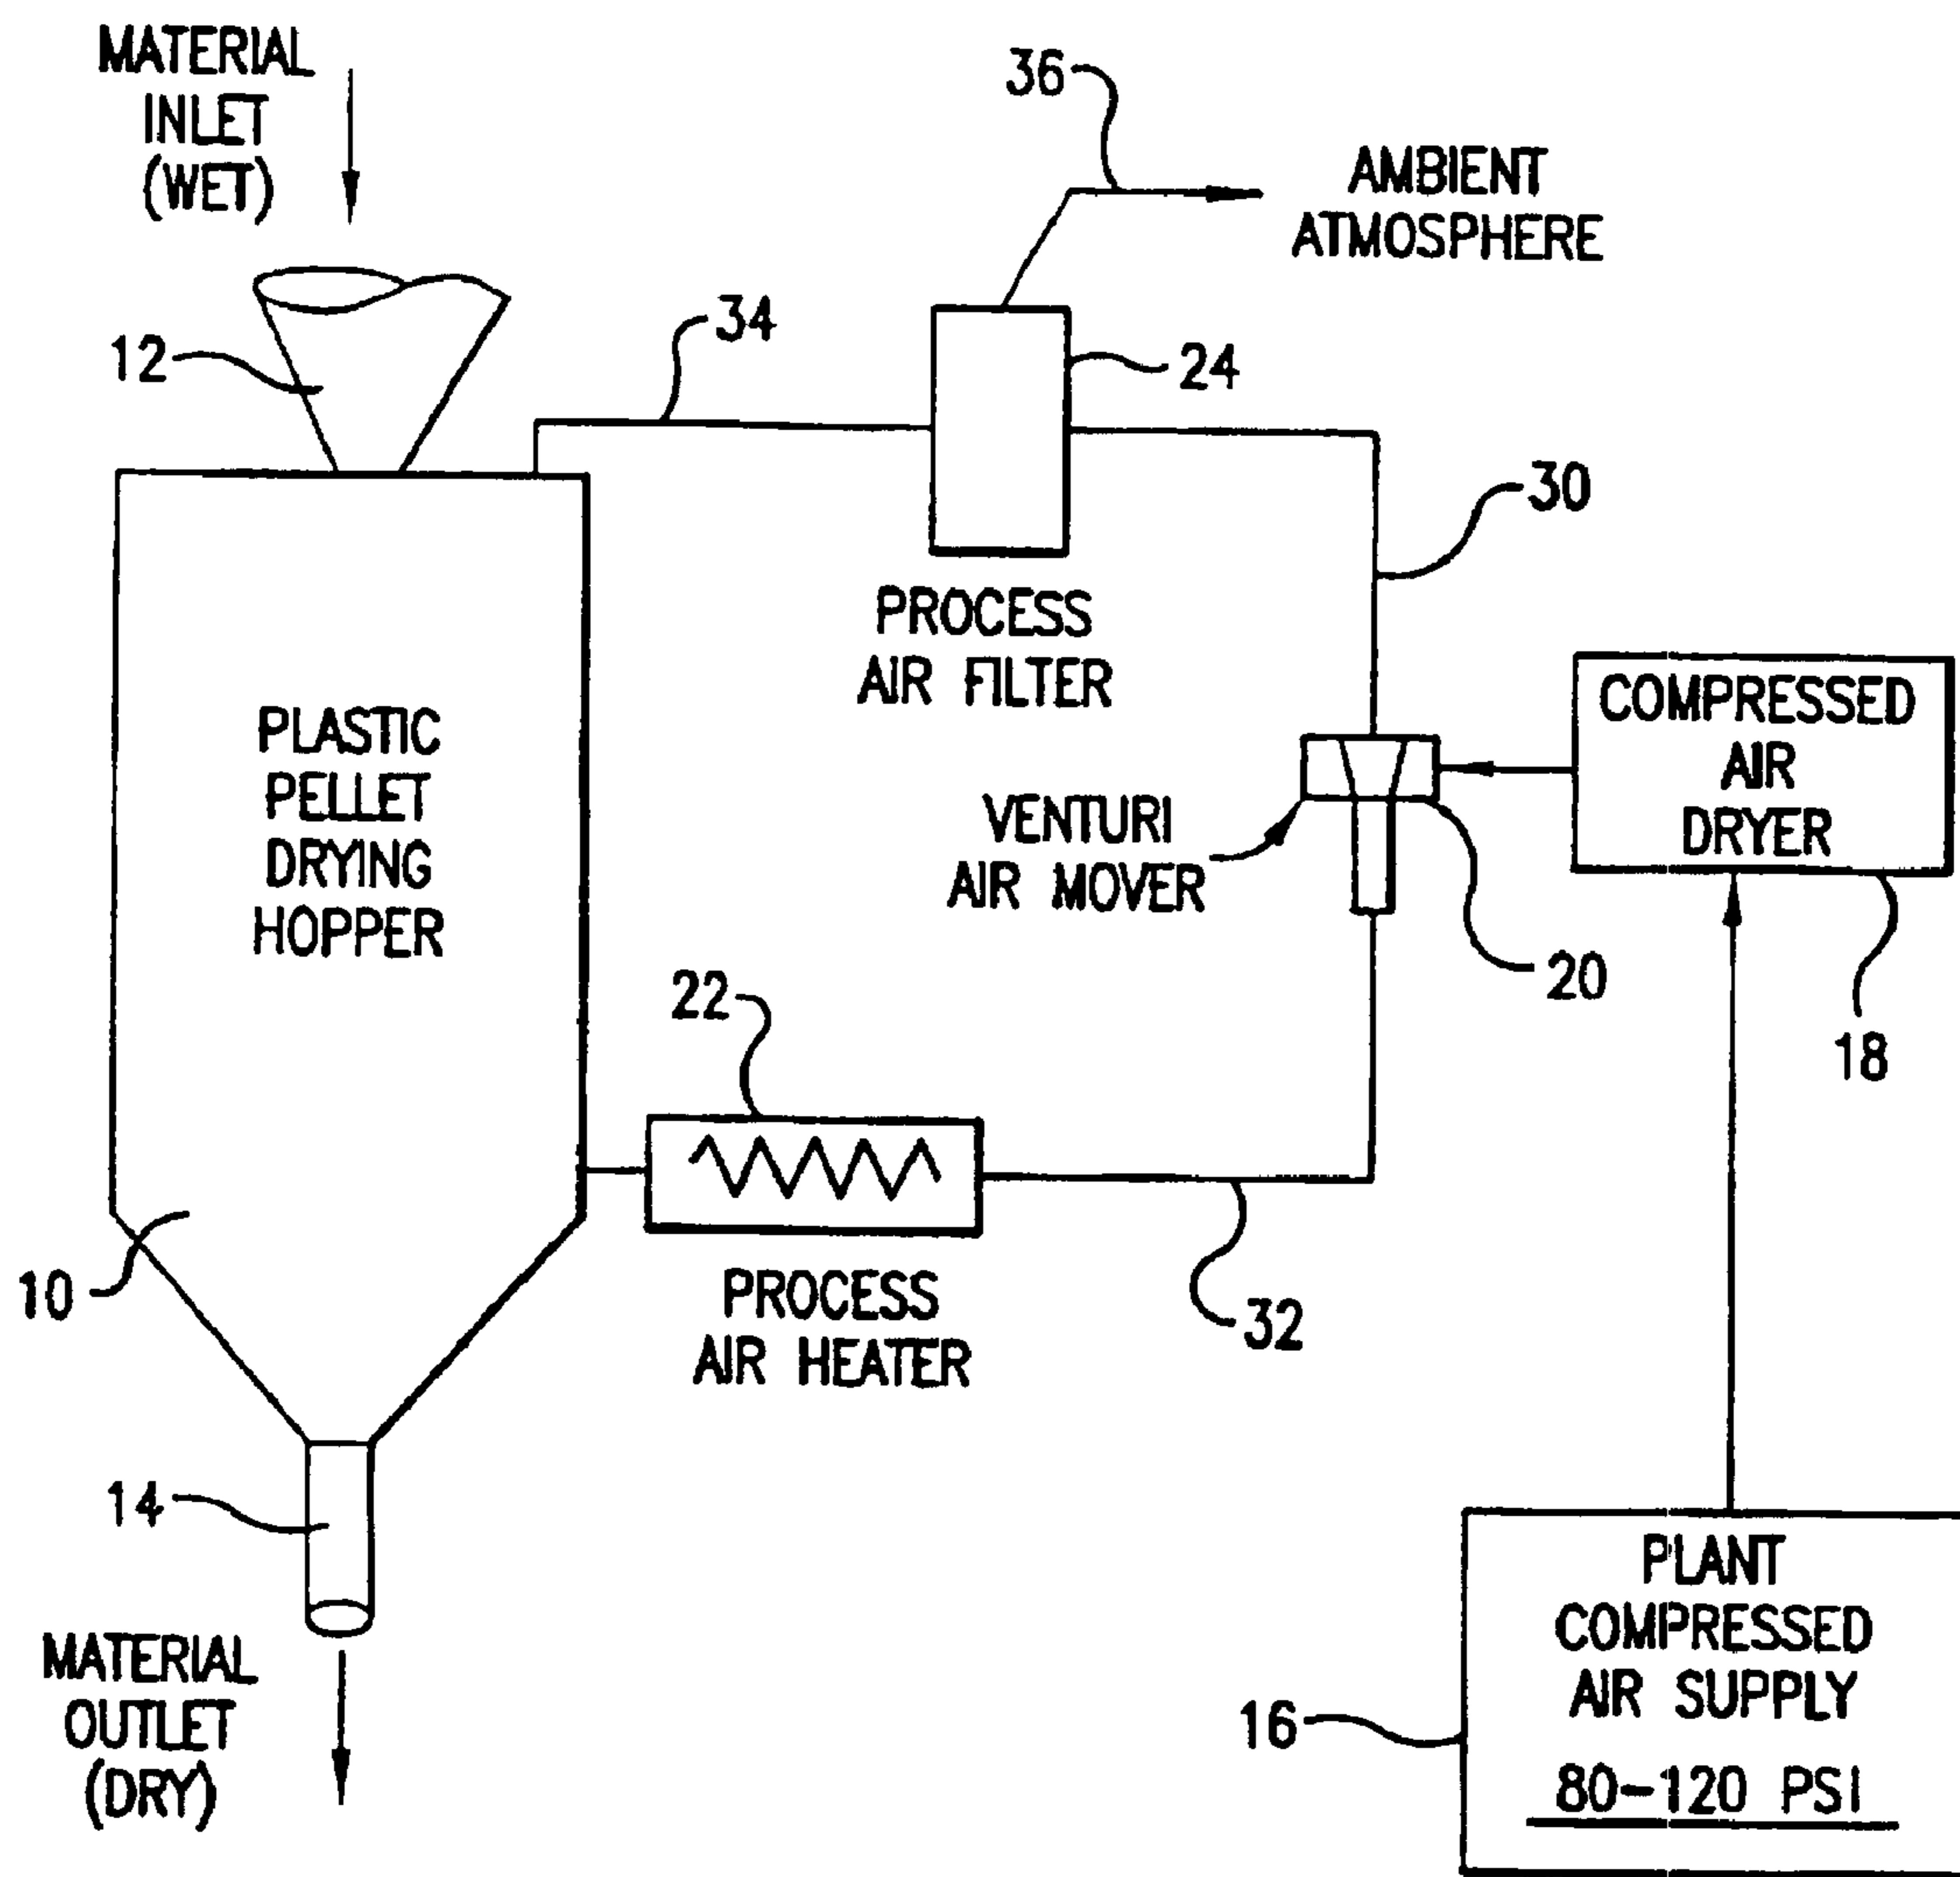 MATERIAL
INLET
(WET)
36
AMBIENT
ATMOSPHERE
34
12
24
30
PROCESS
AIR FILTER
COMPRESSED
AIR
DRYER
PLASTIC
PELLET
DRYING
HOPPER
VENTURI
AIR MOVER
20
18
22
10
PROCESS
AIR HEATER
32
14
MATERIAL
OUTLET
(DRY)
PLANT
COMPRESSED
AIR SUPPLY
80-120 PSI
16